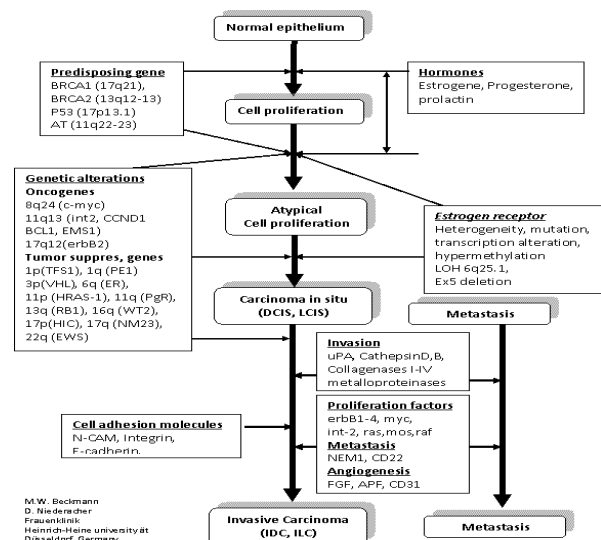 Normal epithelium
Predisposing gene
BRCA1 (17q21),
BRCA2 (13q12-13)
P53 (17p13.1)
AT (11q22-23)
Hormones
Estrogene, Progesterone,
prolactin
Cell proliferation
Genetic alterations
Oncogenes
8q24 (c-myc)
11q13 (int2, CCND1
BCL1, EMS1)
17q12(erbB2)
Tumor suppres, genes
1p(TFS1), 1q (PE1)
3p(VHL), 6q (ER),
11p (HRAS-1), 11q (PgR),
13q (RB1), 16q (WT2)
17p(HIC), 17q (NM23),
22q (EWS)
Atypical
Cell proliferation
Estrogen receptor
Heterogeneity, mutation,
transcription alteration,
hypermethylation
LOH 6q25.1,
Ex5 deletion
Carcinoma in situ
(DCIS, LCIS)
Metastasis
Invasion
uPA, CathepsinD,B,
Collagenases I-IV
metalloproteinases
Cell adhesion molecules
N-CAM, Integrin,
E-cadherin.
Proliferation factors
erbB1-4, myc,
int-2, ras,mos,raf
Metastasis
NEM1, CD22
Angiogenesis
FGF, APF, CD31
M.W. Beckmann
D. Niederacher
Frauenklinik
Heinrich-Heine university ät
Düsseldorf, Germany
Invasive Carcinoma
(IDC, ILC)
Metastasis